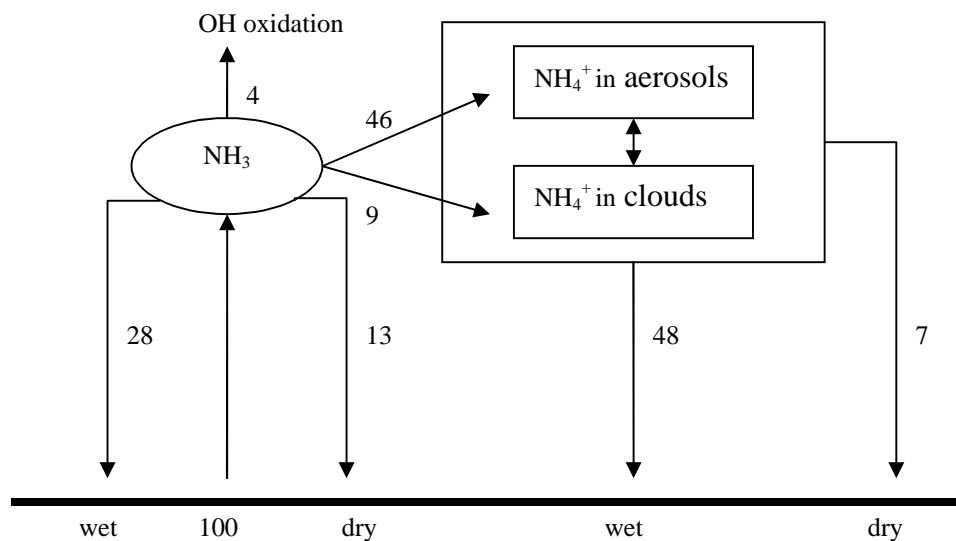 OH oxidation
4
46
NH₃
NH₄⁺ in aerosols
NH₄⁺ in clouds
9
28
13
48
7
wet
100
dry
wet
dry